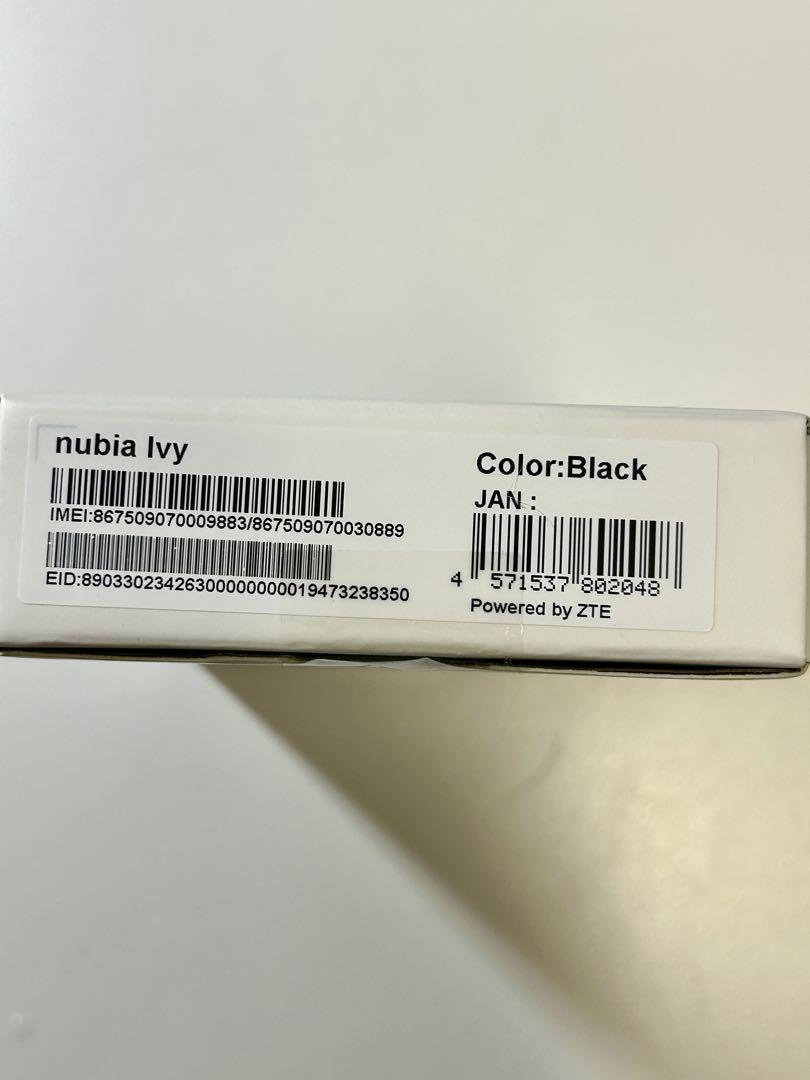 nubia Ivy
IMEI:867509070009883/867509070030889
EID:89033023426300000000019473238350
Color:Black
JAN :
4 571537 802048
Powered by ZTE